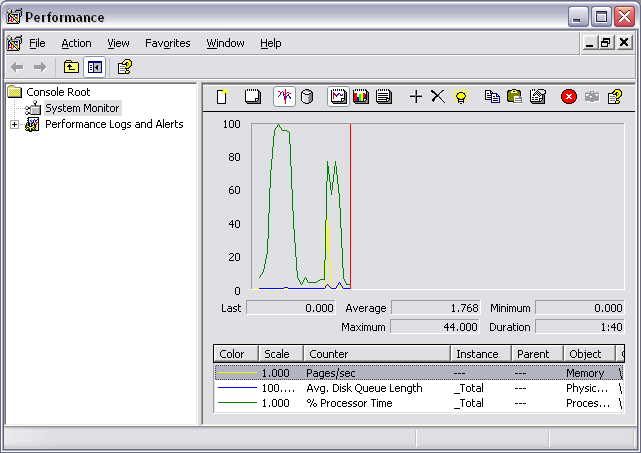 Performance
File Action View Favorites Window Help
Console Root
System Monitor
Performance Logs and Alerts
100
80
60
40
20
0
Last 0.000 Average 1.768 Minimum 0.000
Maximum 44.000 Duration 1:40
Color Scale Counter Instance Parent Object C
1.000 Pages/sec --- --- Memory \
100.... Avg. Disk Queue Length _Total --- Physic... \
1.000 % Processor Time _Total --- Proces... \